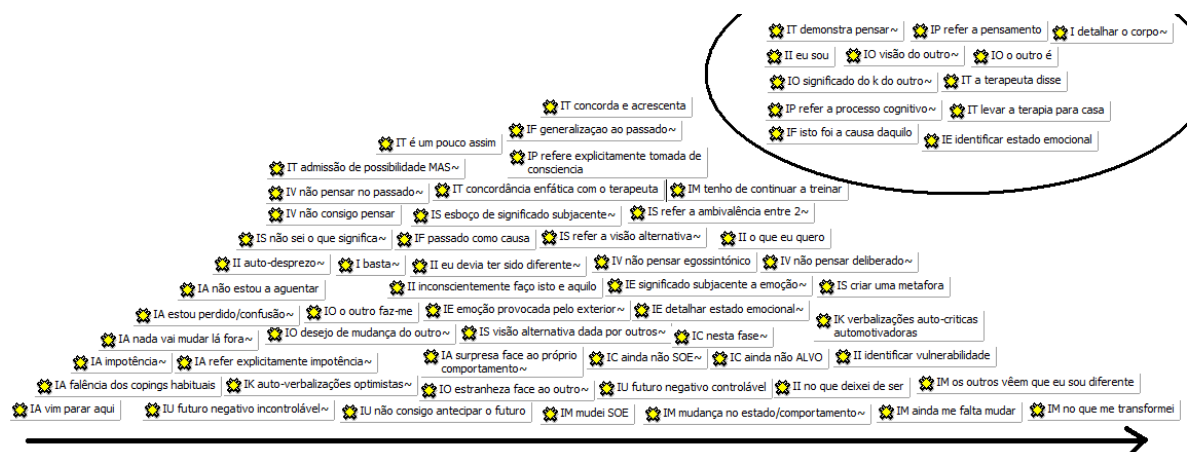 IT demonstra pensar~ IP refer a pensamento I detalhar o corpo~
II eu sou IO visão do outro~ IO o outro é
IO significado do k do outro~ IT a terapeuta disse
IP refer a processo cognitivo~ IT levar a terapia para casa
IF isto foi a causa daquilo IE identificar estado emocional
IT concorda e acrescenta
IT é um pouco assim IF generalizaçao ao passado~
IT admissão de possibilidade MAS~ IP refere explicitamente tomada de
consciencia
IV não pensar no passado~ IT concordância enfática com o terapeuta IM tenho de continuar a treinar
IV não consigo pensar IS esboço de significado subjacente~ IS refer a ambivalência entre 2~
IS não sei o que significa~ IF passado como causa IS refer a visão alternativa~ II o que eu quero
II auto-desprezo~ I basta~ II eu devia ter sido diferente~ IV não pensar egossintónico IV não pensar deliberado~
IA não estou a aguentar II inconscientemente faço isto e aquilo IE significado subjacente a emoção~ IS criar uma metafora
IA estou perdido/confusão~ IO o outro faz-me IE emoção provocada pelo exterior~ IE detalhar estado emocional~ IK verbalizações auto-criticas
automotivadoras
IA nada vai mudar lá fora~ IO desejo de mudança do outro~ IS visão alternativa dada por outros~ IC nesta fase~
IA impotência~ IA refer explicitamente impotência~ IA surpresa face ao próprio
comportamento~ IC ainda não SOE~ IC ainda não ALVO II identificar vulnerabilidade
IA falência dos copings habituais IK auto-verbalizações optimistas~ IO estranheza face ao outro~ IU futuro negativo controlável II no que deixei de ser IM os outros vêem que eu sou diferente
IA vim parar aqui IU futuro negativo incontrolável~ IU não consigo antecipar o futuro IM mudei SOE IM mudança no estado/comportamento~ IM ainda me falta mudar IM no que me transformei